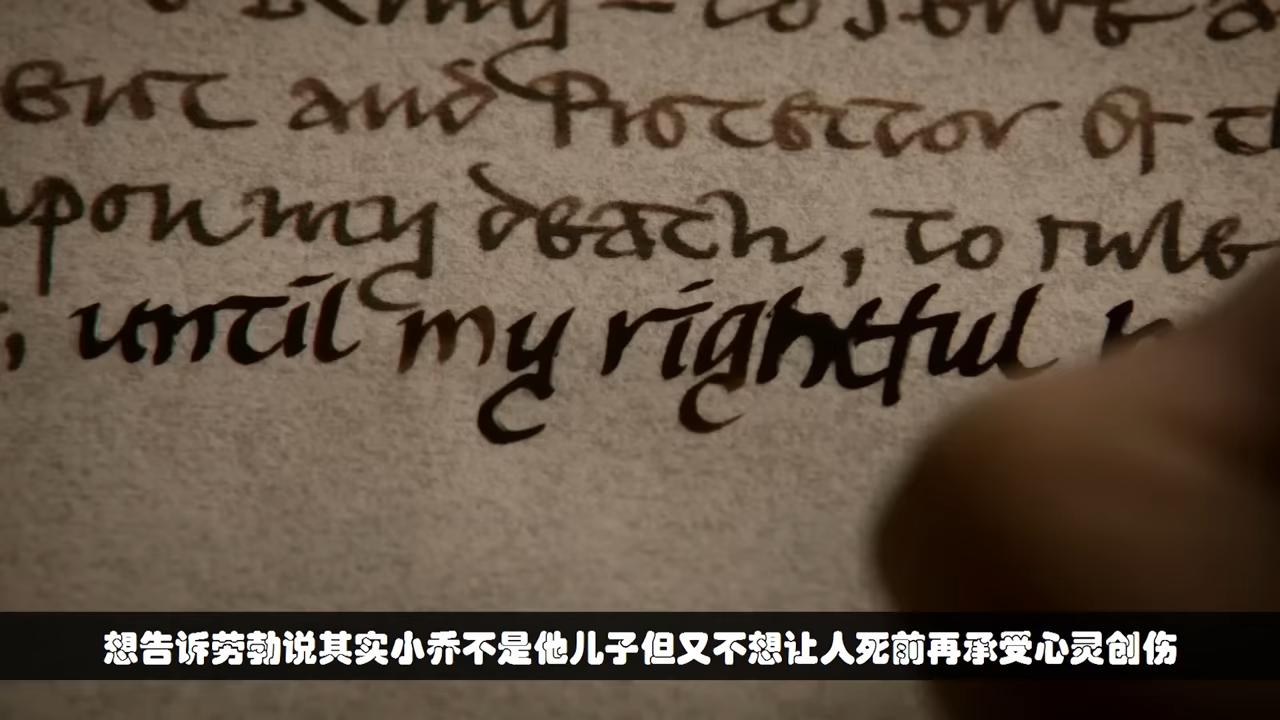 and Protector of
upon my death, to rule
, until my rightful
想告诉劳勃说其实小乔不是他儿子但又不想让人死前再承受心灵创伤